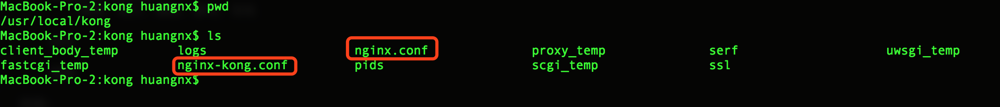 MacBook-Pro-2:kong huangnx$ pwd
/usr/local/kong
MacBook-Pro-2:kong huangnx$ ls
client_body_temp logs nginx.conf proxy_temp serf uwsgi_temp
fastcgi_temp nginx-kong.conf pids scgi_temp ssl
MacBook-Pro-2:kong huangnx$